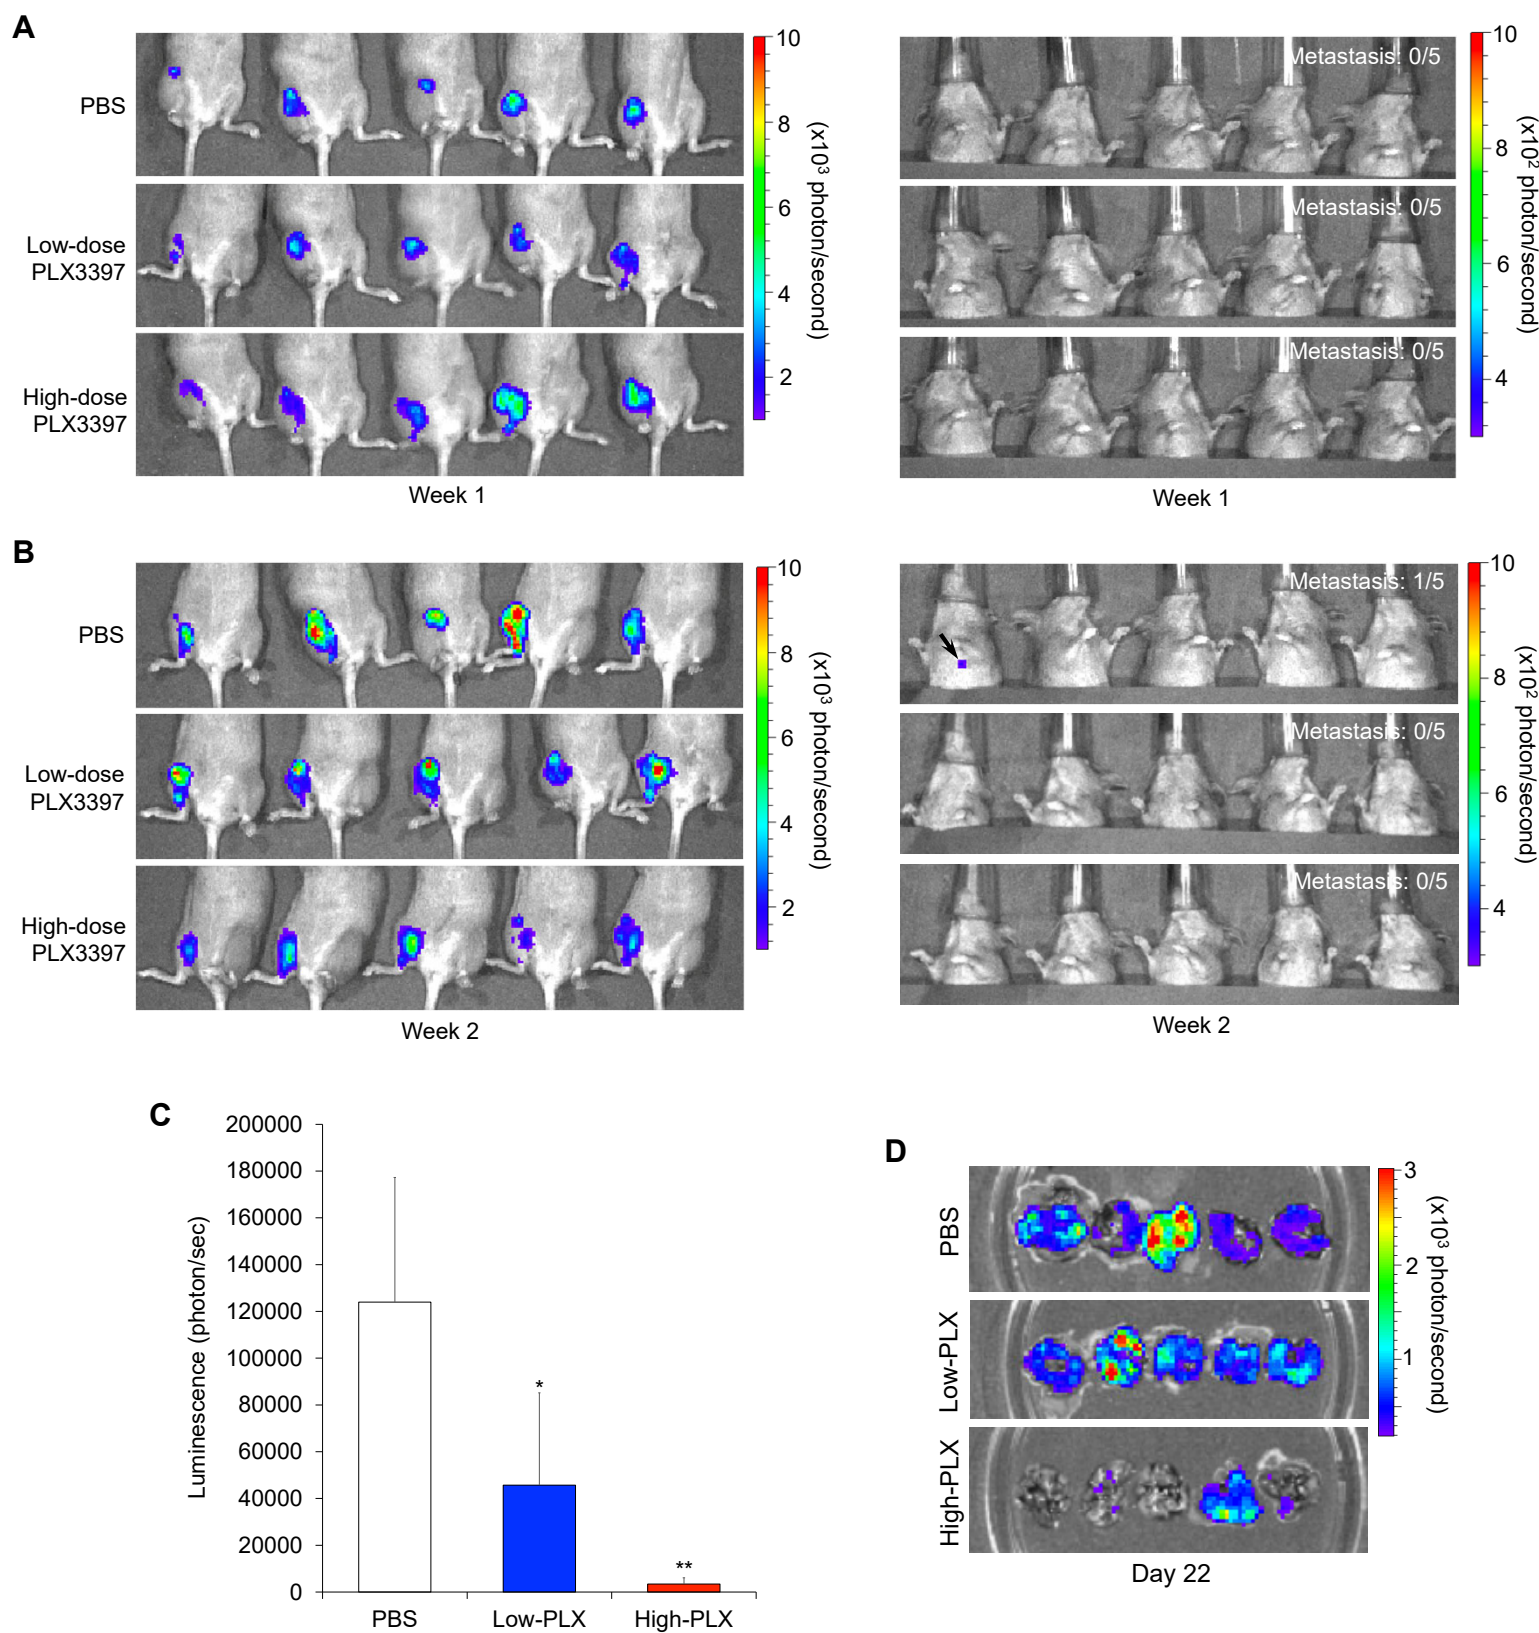 A
PBS
Low-dose
PLX3397
High-dose
PLX3397
Week 1
10
8
6
4
2
(x10³ photon/second)
Metastasis: 0/5
Metastasis: 0/5
Metastasis: 0/5
Week 1
10
8
6
4
(x10² photon/second)
B
PBS
Low-dose
PLX3397
High-dose
PLX3397
Week 2
10
8
6
4
2
(x10³ photon/second)
Metastasis: 1/5
Metastasis: 0/5
Metastasis: 0/5
Week 2
10
8
6
4
(x10² photon/second)
C
Luminescence (photon/sec)
200000
180000
160000
140000
120000
100000
80000
60000
40000
20000
0
*
**
PBS
Low-PLX
High-PLX
D
PBS
Low-PLX
High-PLX
Day 22
3
2
1
(x10³ photon/second)